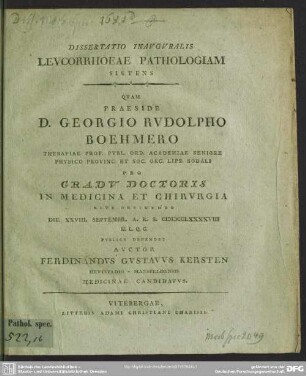 DISSERTATIO INAVGVRALIS
LEVCORRHOEAE PATHOLOGIAM
SISTENS
QVAM
PRAESIDE
D. GEORGIO RVDOLPHO
BOEHMERO
THERAPIAE PROF. PVBL. ORD. ACADEMIAE SENIORE
PHYSICO PROVINC. ET SOC. OEC. LIPS. SODALI
PRO
GRADV DOCTORIS
IN MEDICINA ET CHIRVRGIA
RITE
DIE XXVIII. SEPTEMBR. A. R. S.
H. L. Q. C.
PVBLICE DEFENDET
AVCTOR
FERDINANDVS GVSTAVVS KERSTEN
MEDICINAE CANDIDATVS.
VITEBERGAE,
LITTERIS ADAMI CHRISTIANI CHARISII.
Pathol. spec.
522,16